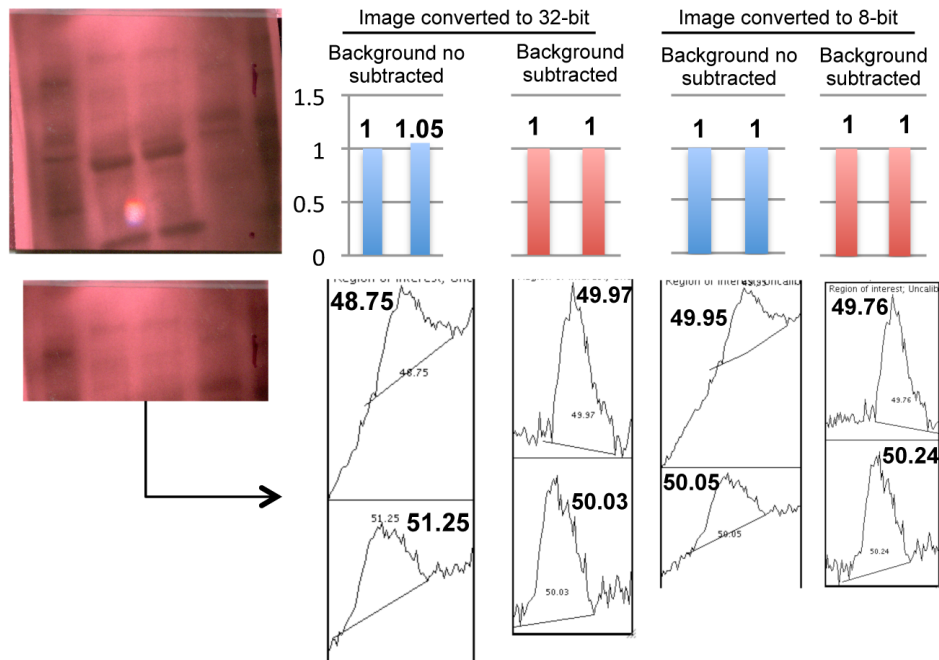 Image converted to 32-bit
Image converted to 8-bit
Background no
subtracted
Background
subtracted
Background no
subtracted
Background
subtracted
1.5
1
0.5
0
1
1.05
1
1
1
1
1
1
Region of Interest; Unc
48.75
48.75
51.25
51.25
49.97
49.97
50.03
50.03
Region of Interest; Uncalib
49.95
50.05
50.05
Region of interest; Uncalib
49.76
49.76
50.24
50.24